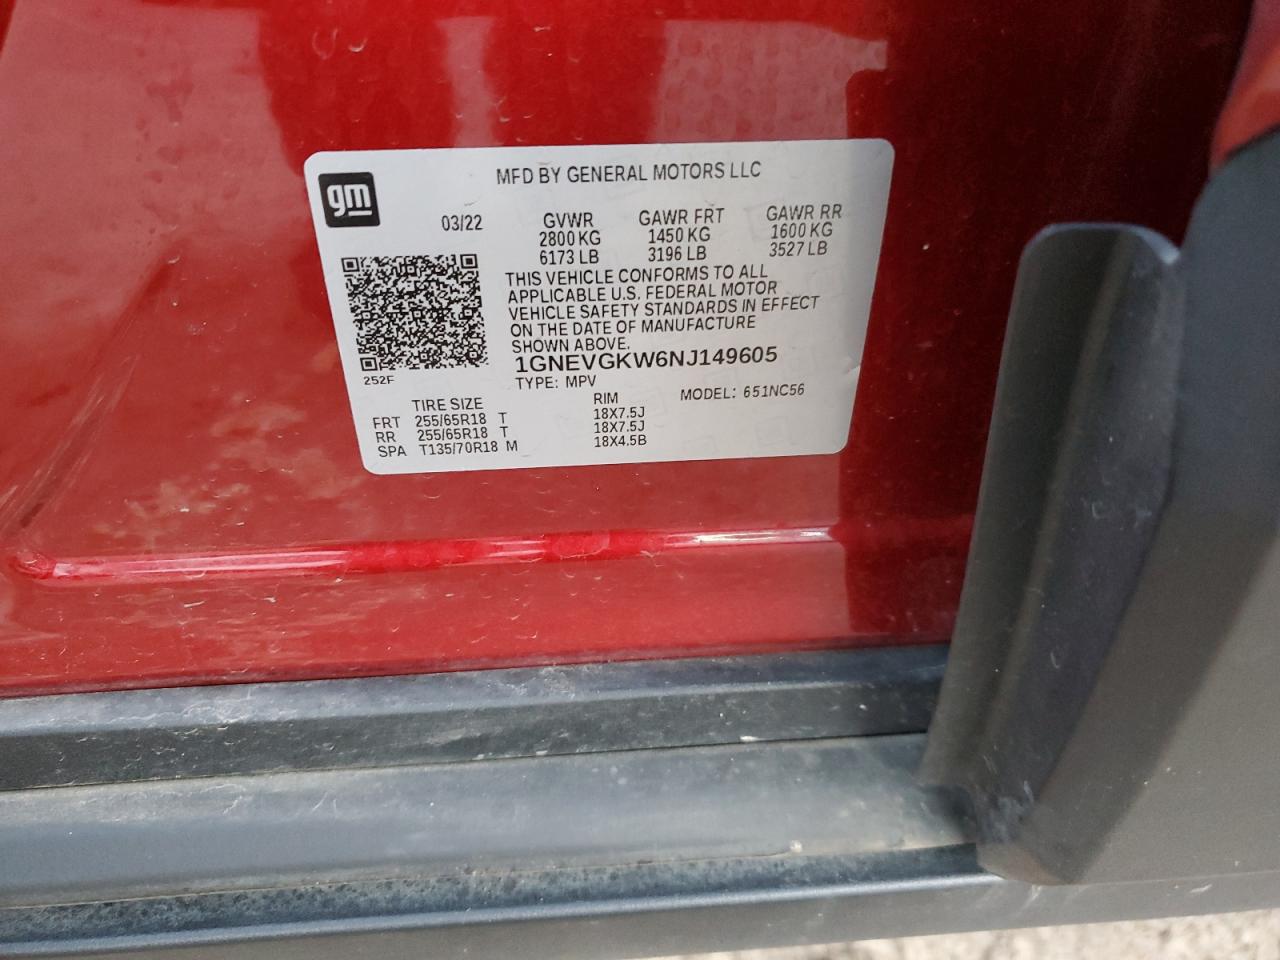 gm
MFD BY GENERAL MOTORS LLC
03/22
GVWR GAWR FRT GAWR RR
2800 KG 1450 KG 1600 KG
6173 LB 3196 LB 3527 LB
THIS VEHICLE CONFORMS TO ALL
APPLICABLE U.S. FEDERAL MOTOR
VEHICLE SAFETY STANDARDS IN EFFECT
ON THE DATE OF MANUFACTURE
SHOWN ABOVE.
1GNEVGKW6NJ149605
252F
TYPE: MPV
MODEL: 651NC56
TIRE SIZE RIM
FRT 255/65R18 T 18X7.5J
RR 255/65R18 T 18X7.5J
SPA T135/70R18 M 18X4.5B